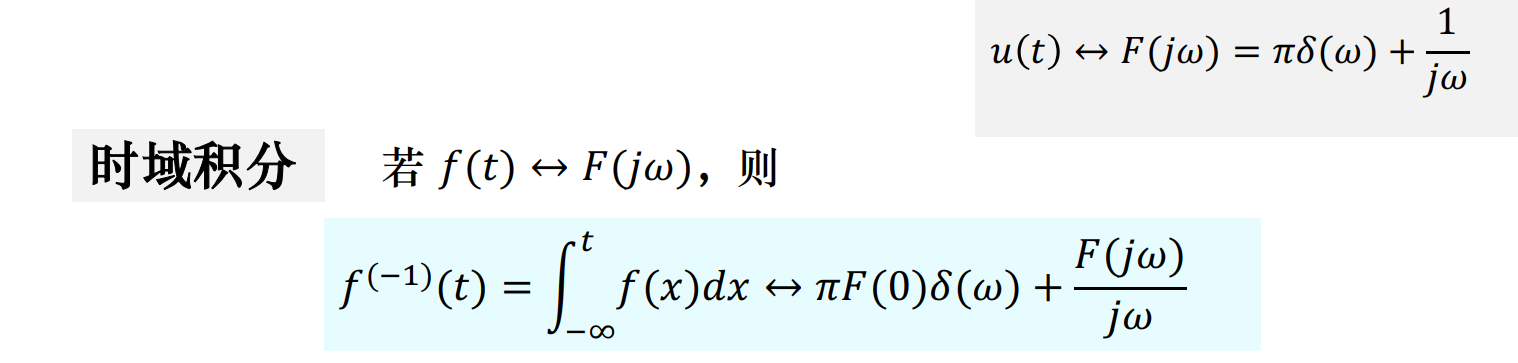 u(t) ↔ F(jω) = πδ(ω) + 1/jω
时域积分 若 f(t) ↔ F(jω)，则
f^(−1)(t) = ∫_{−∞}^{t} f(x)dx ↔ πF(0)δ(ω) + F(jω)/jω